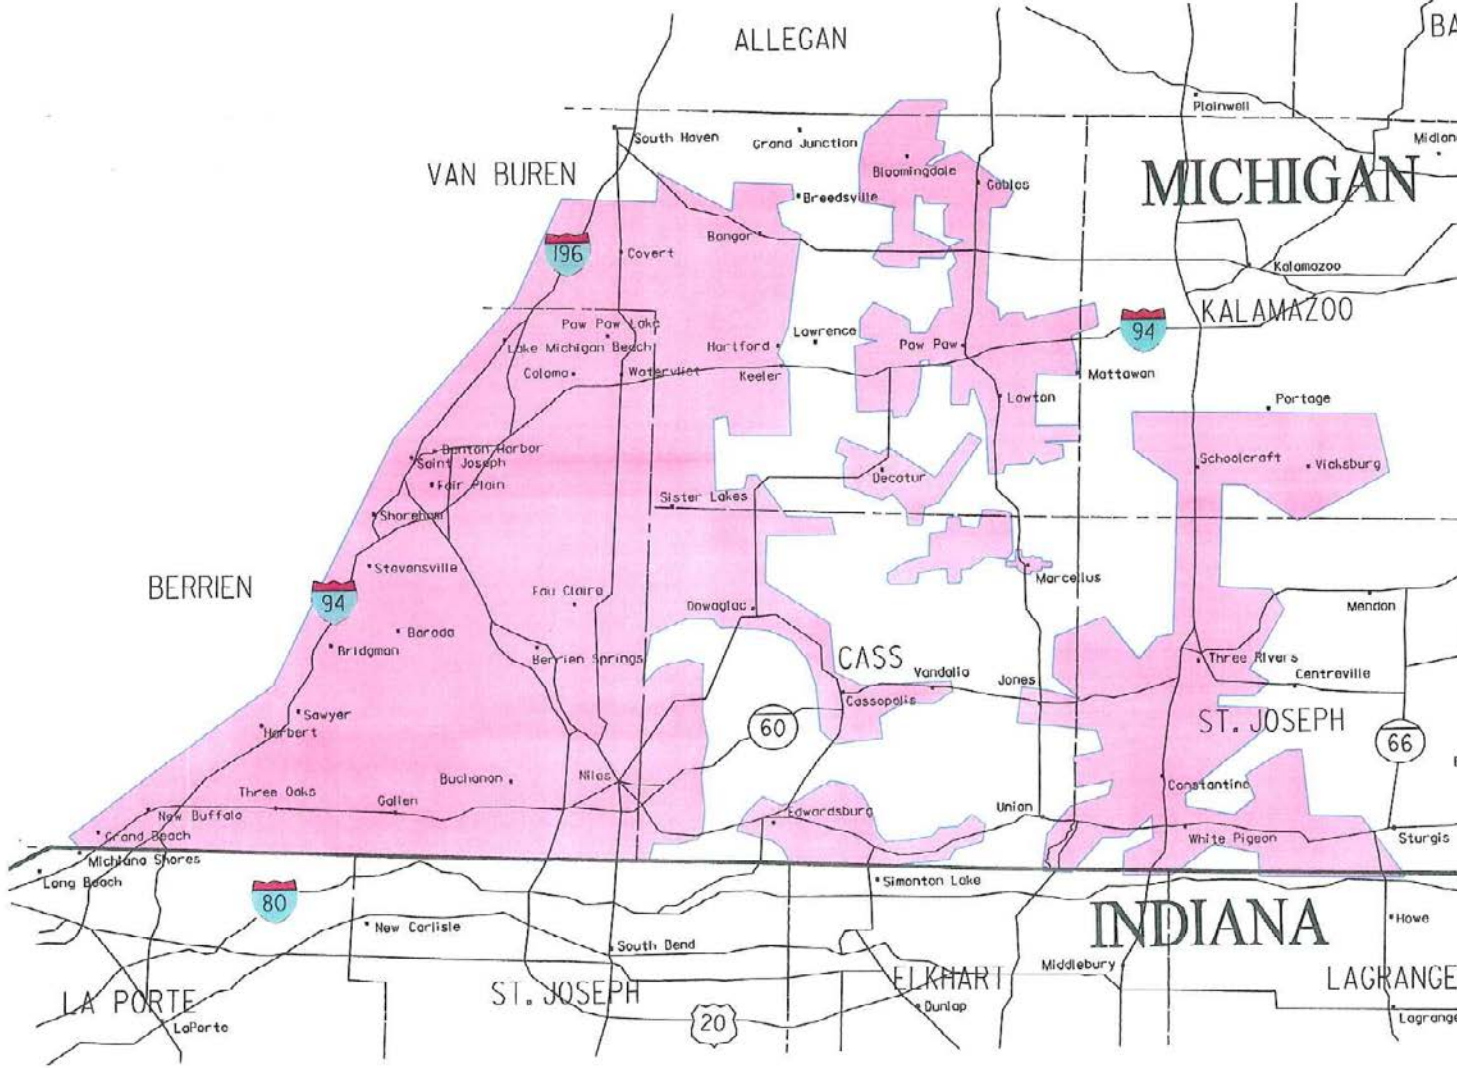 ALLEGAN
BA
Plainwell
South Haven
Grand Junction
Midlan
VAN BUREN
Bloomingdale
MICHIGAN
Gobles
Breedsville
Bangor
196
Covert
Kalamazoo
KALAMAZOO
Paw Paw Lake
Lawrence
94
Lake Michigan Beach
Hartford
Paw Paw
Coloma
Watervliet
Keeler
Mattawan
Lawton
Portage
Benton Harbor
Saint Joseph
Schoolcraft
Vicksburg
Fair Plain
Decatur
Sister Lakes
Shoreham
Stevensville
Marcellus
BERRIEN
94
Eau Claire
Dowagiac
Mendon
Baroda
Bridgman
Berrien Springs
CASS
Three Rivers
Vandalia
Jones
Centreville
Cassopolis
Sawyer
ST. JOSEPH
Harbert
60
66
Buchanan
Niles
Constantine
Three Oaks
Galien
Union
New Buffalo
Edwardsburg
Grand Beach
White Pigeon
Sturgis
Michiana Shores
Long Beach
Simonton Lake
80
New Carlisle
INDIANA
Howe
South Bend
Middlebury
ELKHART
LAGRANGE
LA PORTE
ST. JOSEPH
Dunlap
20
LaPorte
Lagrange